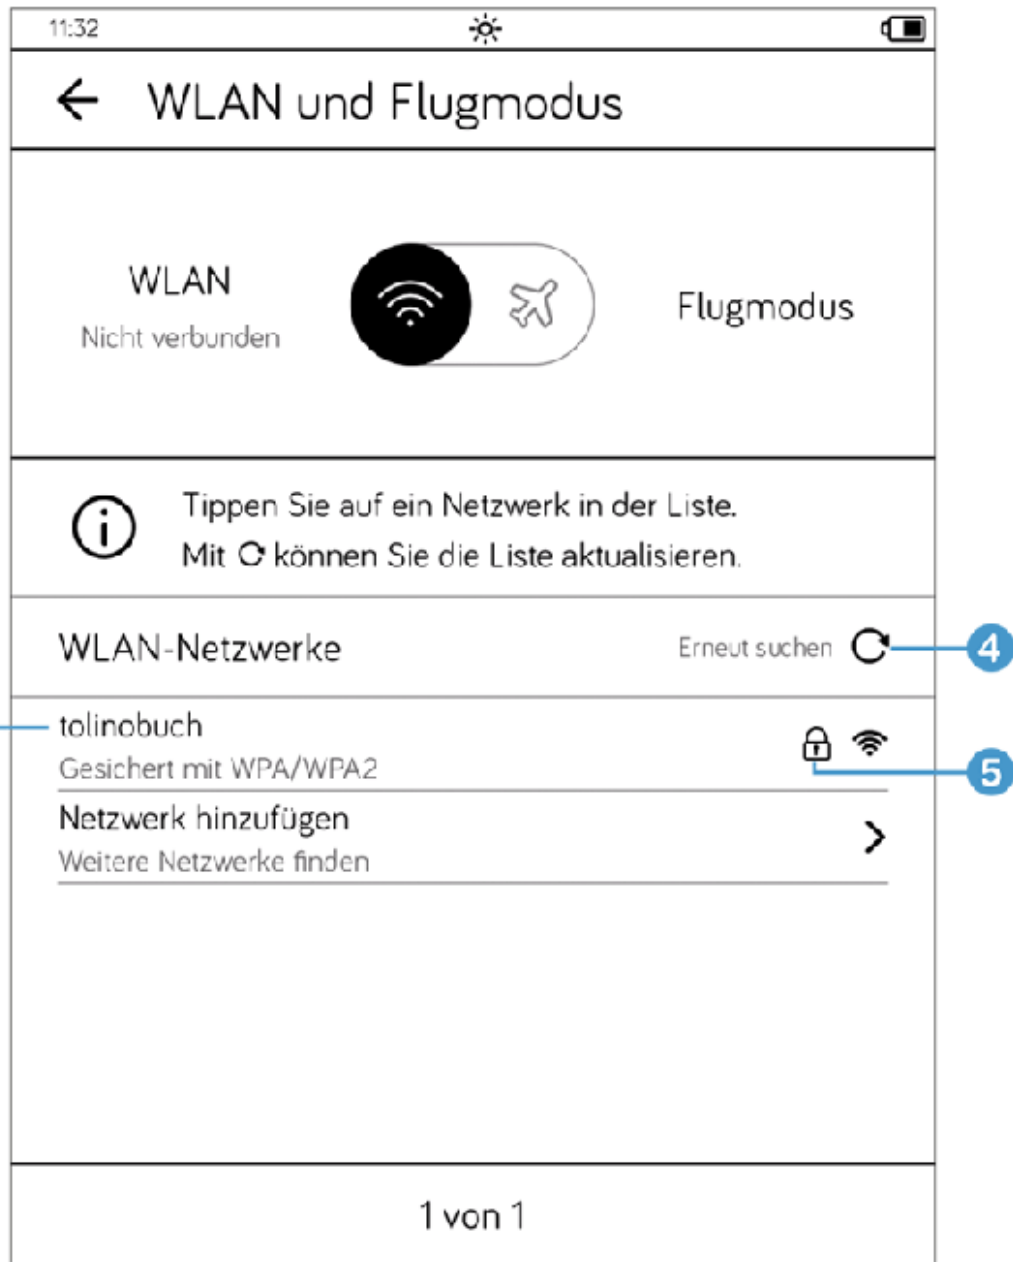 11:32
WLAN und Flugmodus
WLAN
Nicht verbunden
Flugmodus
Tippen Sie auf ein Netzwerk in der Liste.
Mit können Sie die Liste aktualisieren.
WLAN-Netzwerke
Erneut suchen
4
tolinobuch
Gesichert mit WPA/WPA2
5
Netzwerk hinzufügen
Weitere Netzwerke finden
1 von 1